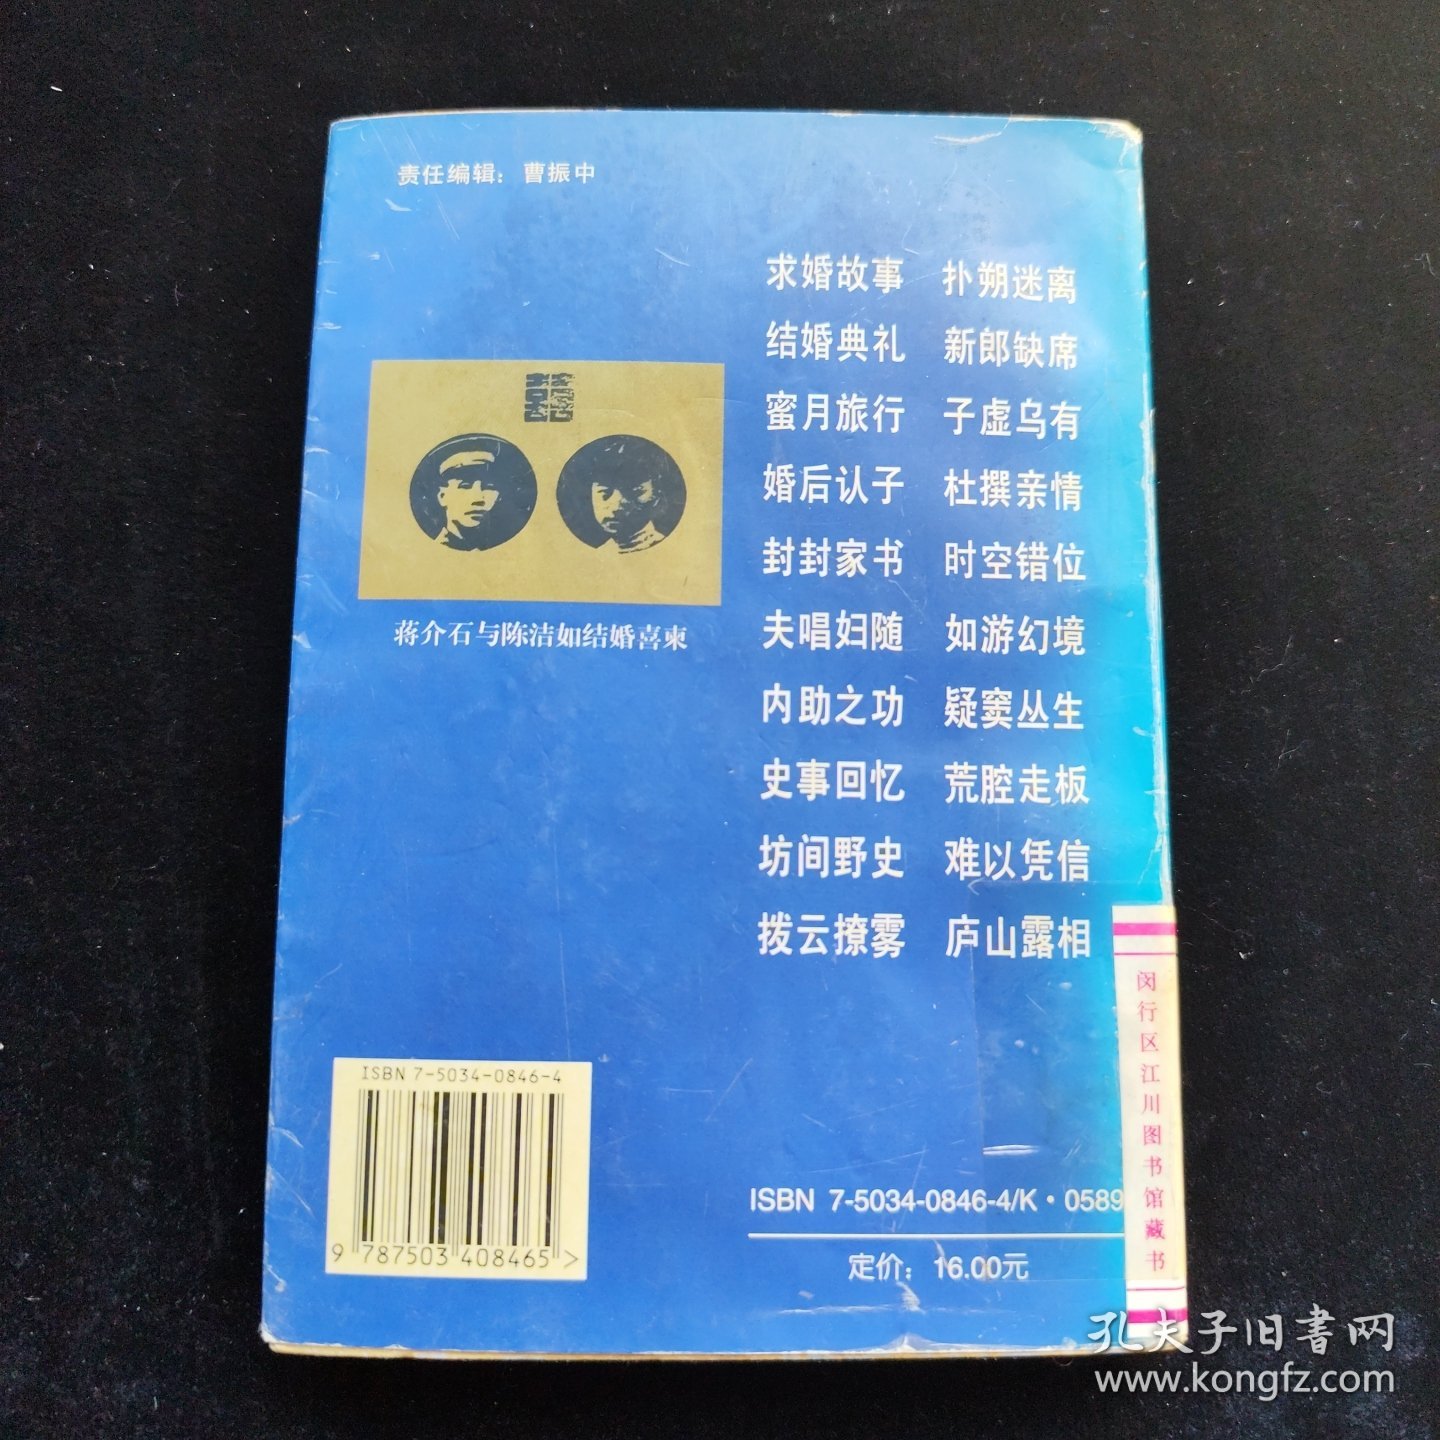 责任编辑：曹振中
求婚故事 扑朔迷离
结婚典礼 新郎缺席
蜜月旅行 子虚乌有
婚后认子 杜撰亲情
封封家书 时空错位
夫唱妇随 如游幻境
内助之功 疑窦丛生
史事回忆 荒腔走板
坊间野史 难以凭信
拨云撩雾 庐山露相
囍
蒋介石与陈洁如结婚喜柬
ISBN 7-5034-0846-4
9 787503 408465 >
ISBN 7-5034-0846-4/K·0589
定价：16.00元
闵行区江川图书馆藏书
孔夫子旧書网
www.kongfz.com